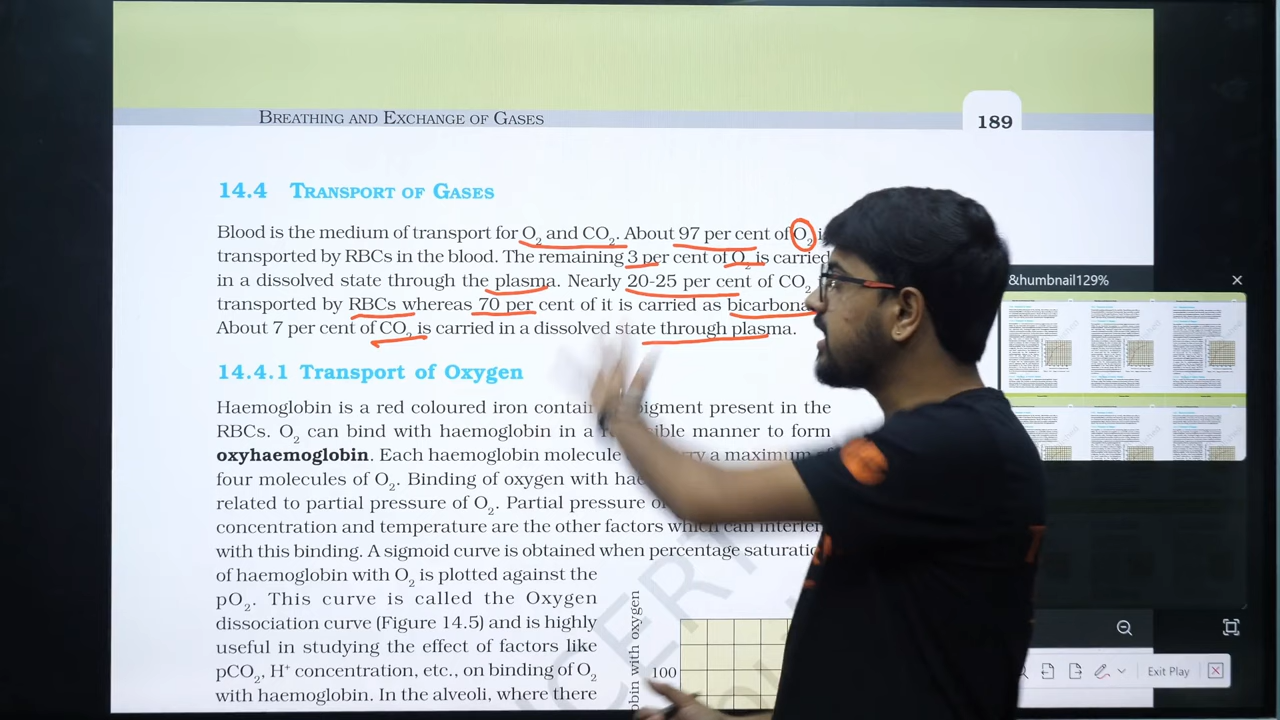 BREATHING AND EXCHANGE OF GASES
189
14.4 TRANSPORT OF GASES
Blood is the medium of transport for O₂ and CO₂. About 97 per cent of O₂
transported by RBCs in the blood. The remaining 3 per cent of O₂ is carried
in a dissolved state through the plasma. Nearly 20-25 per cent of CO₂
transported by RBCs whereas 70 per cent of it is carried as
About 7 per cent of CO₂ is carried in a dissolved state through plasma.
14.4.1 Transport of Oxygen
Haemoglobin is a red coloured iron pigment present in the
RBCs. O₂ can bind with haemoglobin in a manner to form
oxyhaemoglobin. Each haemoglobin molecule a maximum of
four molecules of O₂. Binding of oxygen with
related to partial pressure of O₂. Partial pressure
concentration and temperature are the other factors which can
with this binding. A sigmoid curve is obtained when percentage
of haemoglobin with O₂ is plotted against the
pO₂. This curve is called the Oxygen
dissociation curve (Figure 14.5) and is highly
useful in studying the effect of factors like
pCO₂, H⁺ concentration, etc., on binding of O₂
with haemoglobin. In the alveoli, where there
with oxygen
100
&humbnail129%
Exit Play